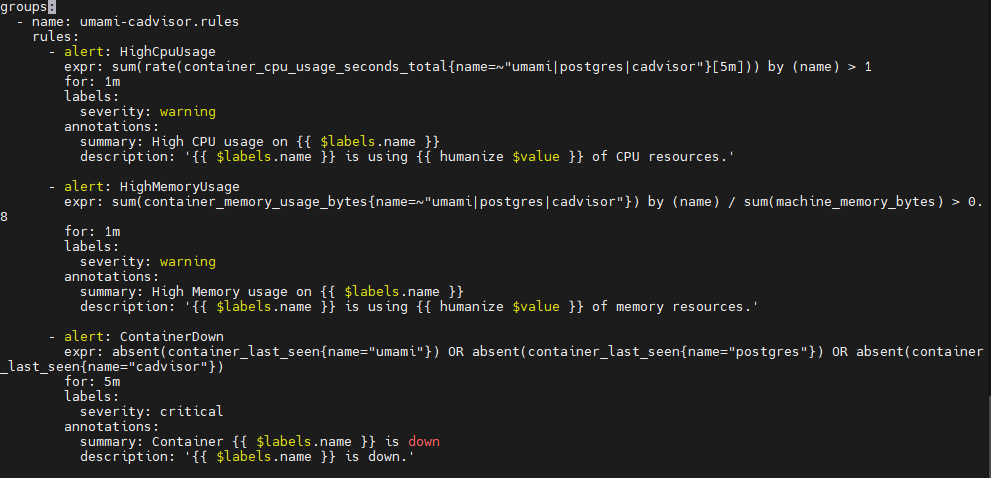 groups:
  - name: umami-cadvisor.rules
    rules:
      - alert: HighCpuUsage
        expr: sum(rate(container_cpu_usage_seconds_total{name=~"umami|postgres|cadvisor"}[5m])) by (name) > 1
        for: 1m
        labels:
          severity: warning
        annotations:
          summary: High CPU usage on {{ $labels.name }}
          description: '{{ $labels.name }} is using {{ humanize $value }} of CPU resources.'

      - alert: HighMemoryUsage
        expr: sum(container_memory_usage_bytes{name=~"umami|postgres|cadvisor"}) by (name) / sum(machine_memory_bytes) > 0.
8
        for: 1m
        labels:
          severity: warning
        annotations:
          summary: High Memory usage on {{ $labels.name }}
          description: '{{ $labels.name }} is using {{ humanize $value }} of memory resources.'

      - alert: ContainerDown
        expr: absent(container_last_seen{name="umami"}) OR absent(container_last_seen{name="postgres"}) OR absent(container
_last_seen{name="cadvisor"})
        for: 5m
        labels:
          severity: critical
        annotations:
          summary: Container {{ $labels.name }} is down
          description: '{{ $labels.name }} is down.'